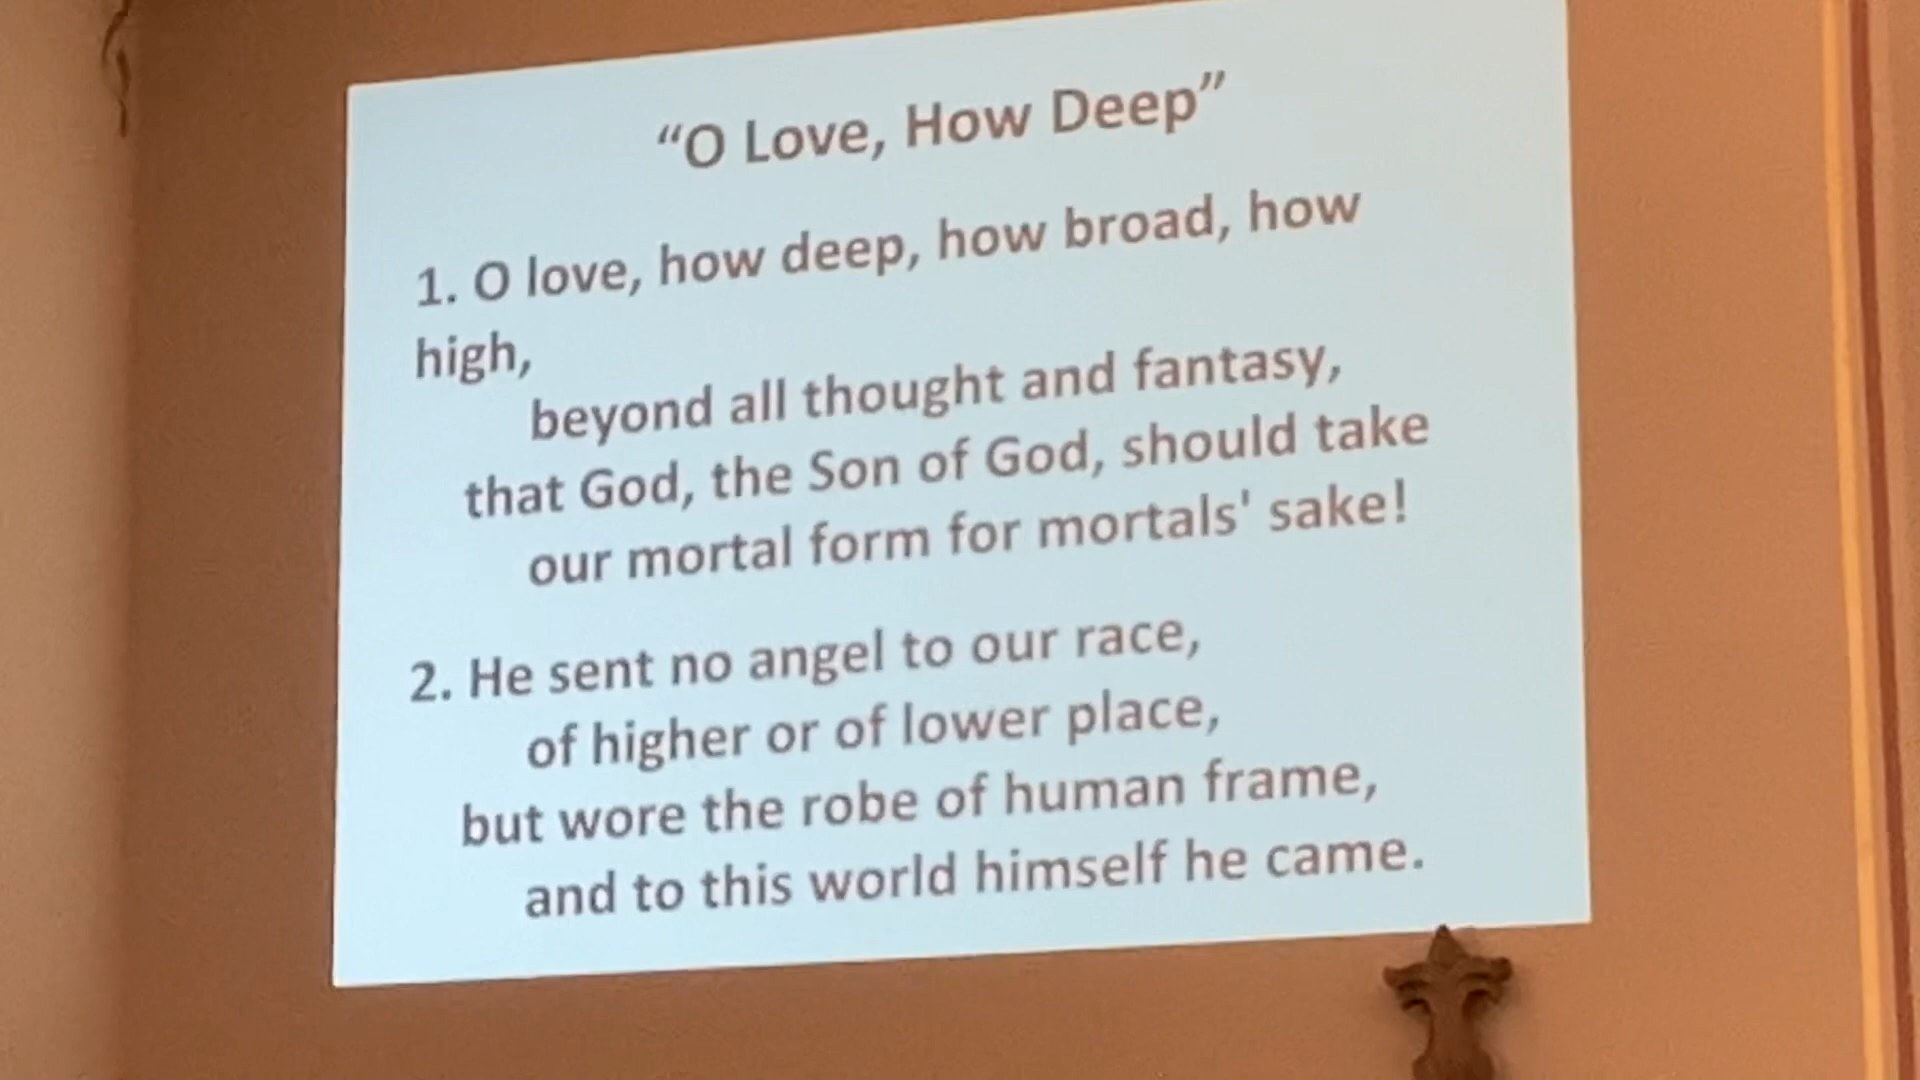 “O Love, How Deep”
1. O love, how deep, how broad, how
high,
beyond all thought and fantasy,
that God, the Son of God, should take
our mortal form for mortals' sake!
2. He sent no angel to our race,
of higher or of lower place,
but wore the robe of human frame,
and to this world himself he came.